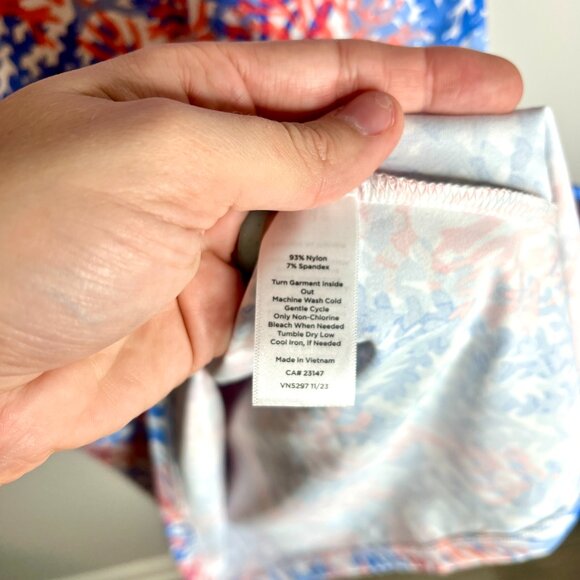 93% Nylon
7% Spandex
Turn Garment Inside
Out
Machine Wash Cold
Gentle Cycle
Only Non-Chlorine
Bleach When Needed
Tumble Dry Low
Cool Iron, If Needed
Made in Vietnam
CA# 23147
VN5297 11/23